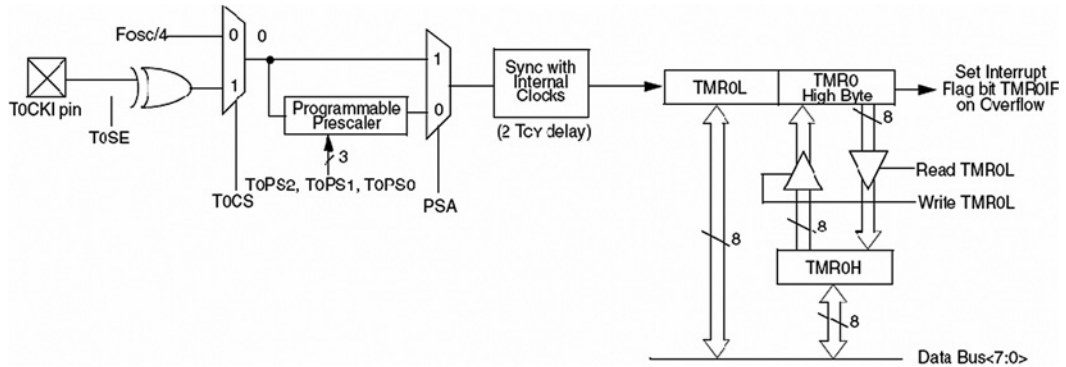 Fosc/4
0
0
1
T0CKI pin
T0SE
T0CS
Programmable
Prescaler
3
T0PS2, T0PS1, T0PS0
1
0
PSA
Sync with
Internal
Clocks
(2 TCY delay)
TMR0L
TMR0
High Byte
Set Interrupt
Flag bit TMR0IF
on Overflow
8
Read TMR0L
Write TMR0L
8
8
TMR0H
8
Data Bus<7:0>